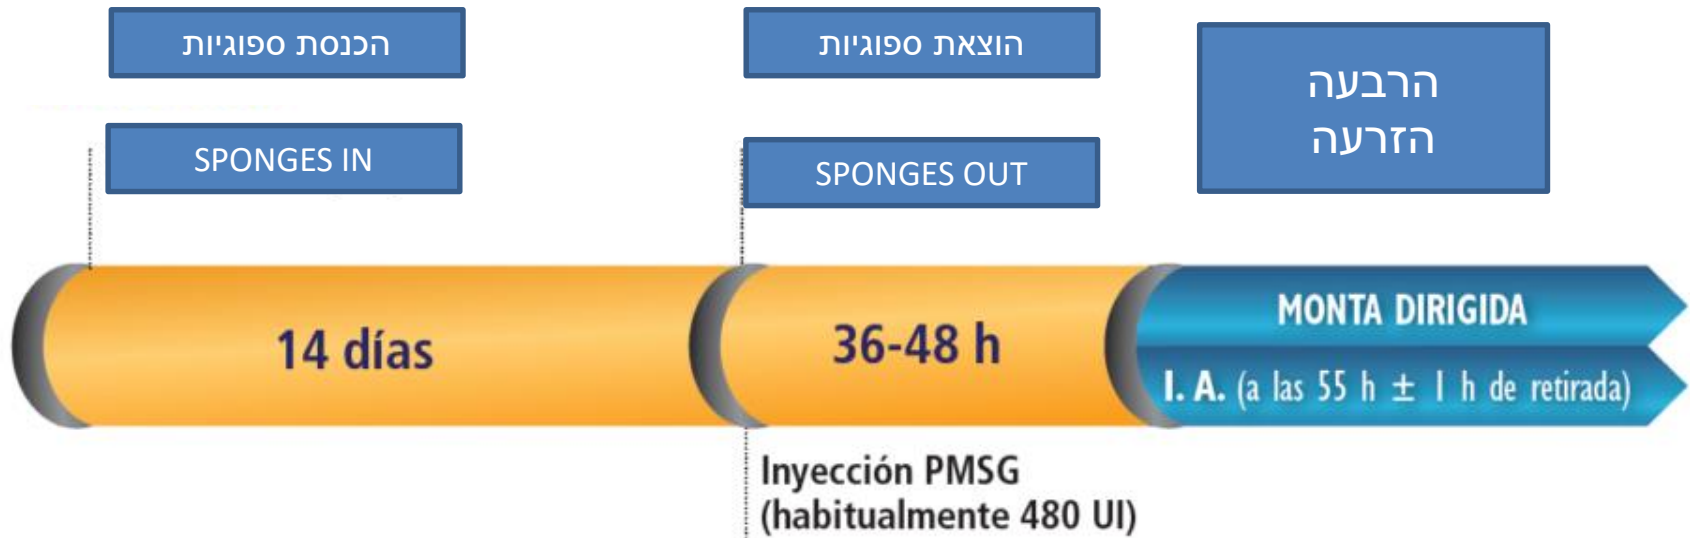 הכנסת ספוגיות
הוצאת ספוגיות
הרבעה
הזרעה
SPONGES IN
SPONGES OUT
14 días
36-48 h
MONTA DIRIGIDA
I. A. (a las 55 h ± 1 h de retirada)
Inyección PMSG
(habitualmente 480 UI)